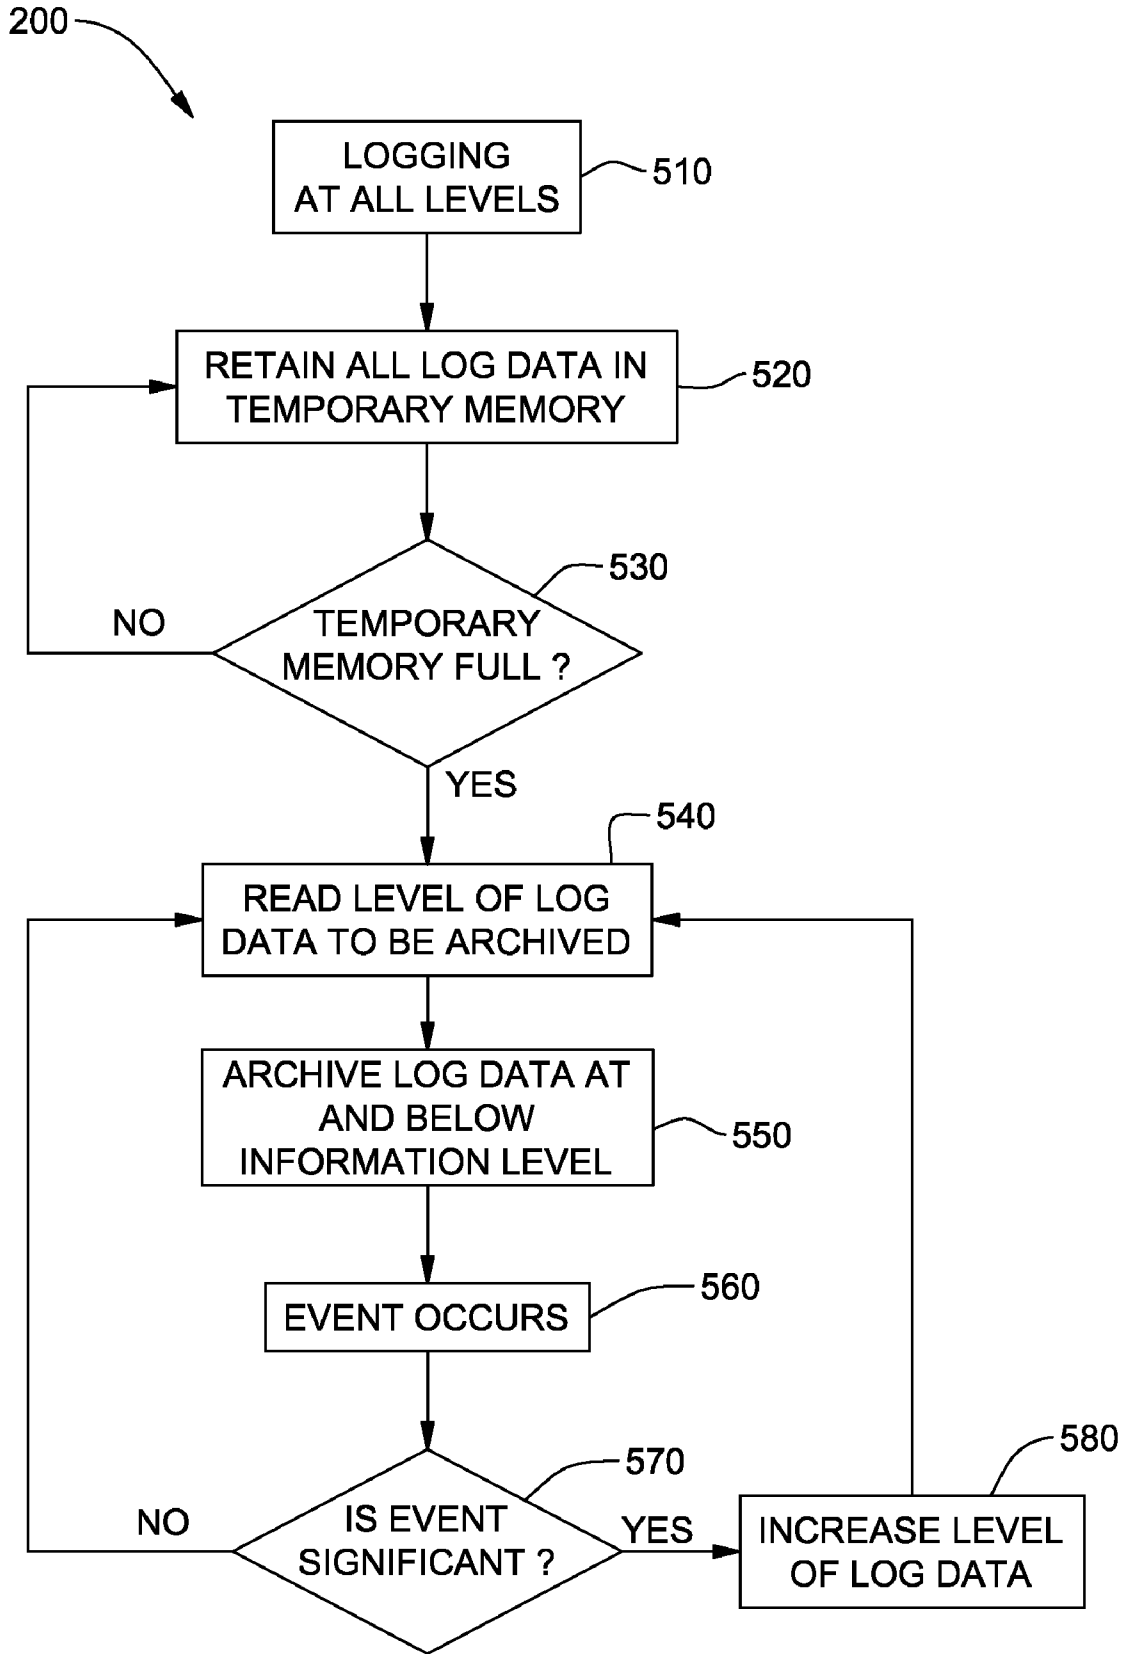 200
LOGGING
AT ALL LEVELS
510
RETAIN ALL LOG DATA IN
TEMPORARY MEMORY
520
530
NO
TEMPORARY
MEMORY FULL ?
YES
540
READ LEVEL OF LOG
DATA TO BE ARCHIVED
ARCHIVE LOG DATA AT
AND BELOW
INFORMATION LEVEL
550
560
EVENT OCCURS
570
580
NO
IS EVENT
SIGNIFICANT ?
YES
INCREASE LEVEL
OF LOG DATA